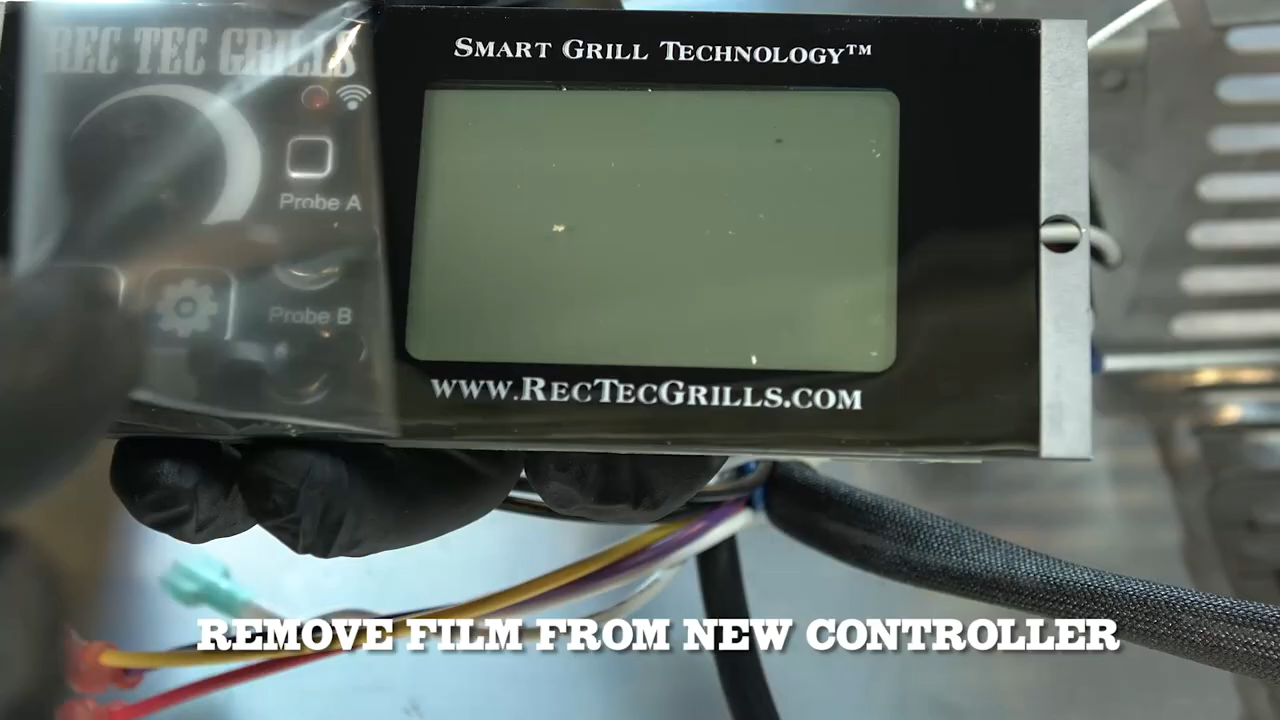 REC TEC GRILLS
SMART GRILL TECHNOLOGY™
Probe A
Probe B
WWW.RECTECGRILLS.COM
REMOVE FILM FROM NEW CONTROLLER